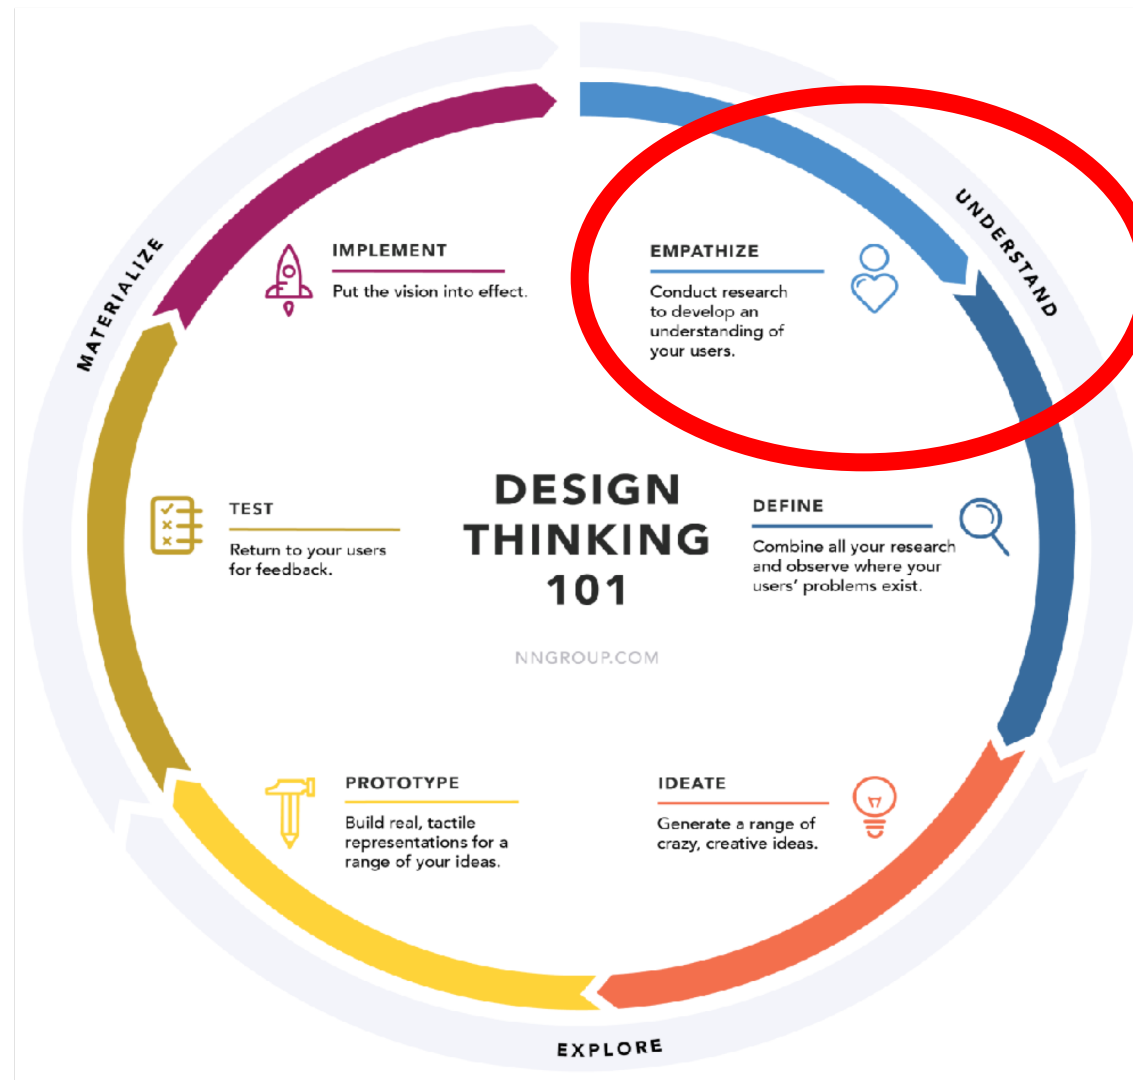 UNDERSTAND
EMPATHIZE
Conduct research
to develop an
understanding of
your users.
DEFINE
Combine all your research
and observe where your
users' problems exist.
IDEATE
Generate a range of
crazy, creative ideas.
EXPLORE
PROTOTYPE
Build real, tactile
representations for a
range of your ideas.
TEST
Return to your users
for feedback.
MATERIALIZE
IMPLEMENT
Put the vision into effect.
DESIGN
THINKING
101
NNGROUP.COM